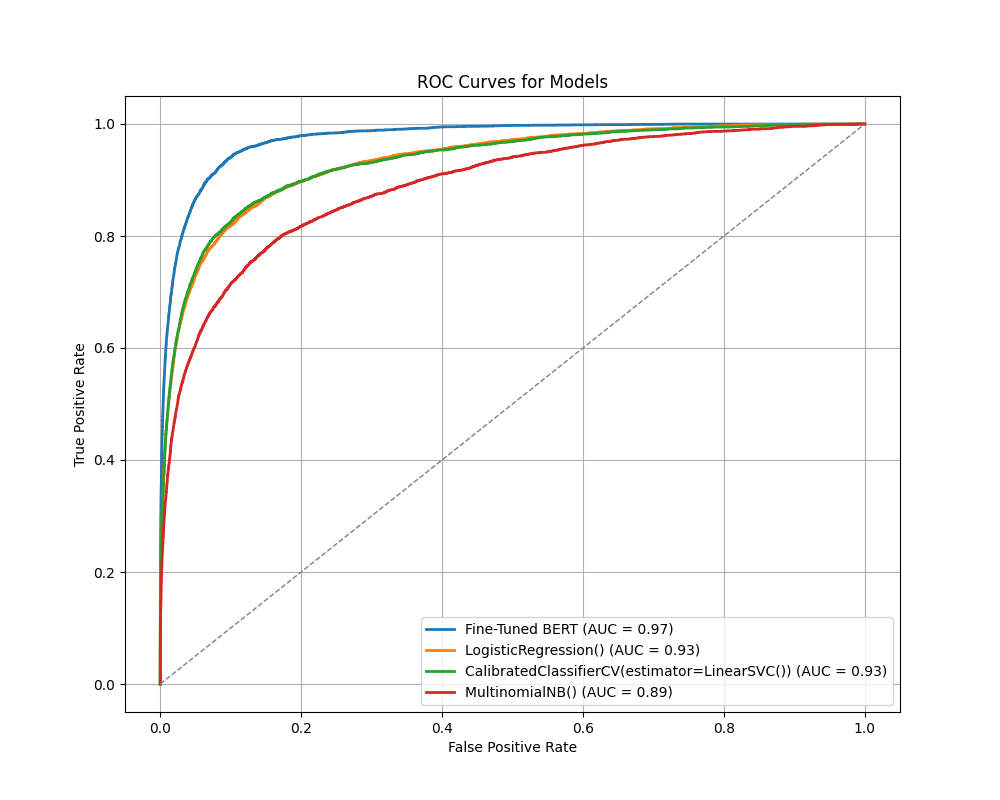 ROC Curves for Models
1.0
0.8
0.6
0.4
0.2
0.0
True Positive Rate
Fine-Tuned BERT (AUC = 0.97)
LogisticRegression() (AUC = 0.93)
CalibratedClassifierCV(estimator=LinearSVC()) (AUC = 0.93)
MultinomialNB() (AUC = 0.89)
0.0 0.2 0.4 0.6 0.8 1.0
False Positive Rate